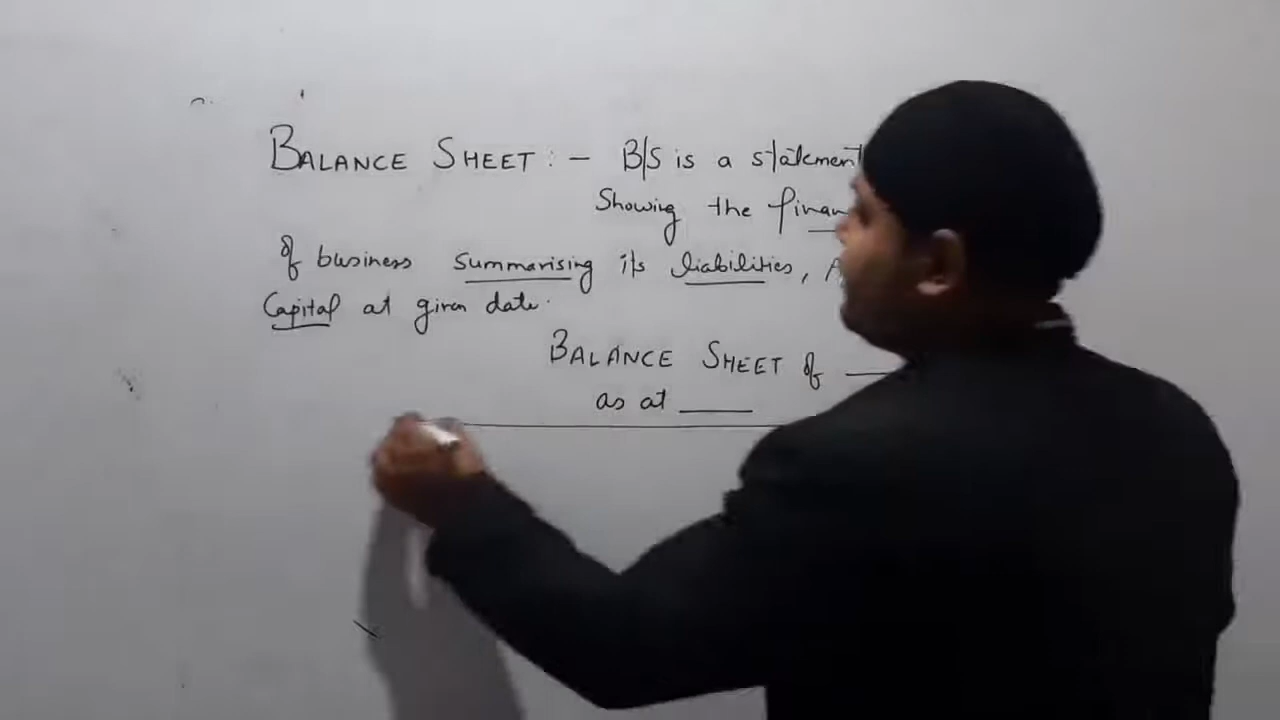 BALANCE SHEET :- B/S is a statement
Showing the finan
of business summarising its liabilities, A
Capital at given date.
BALANCE SHEET of ___
as at ____